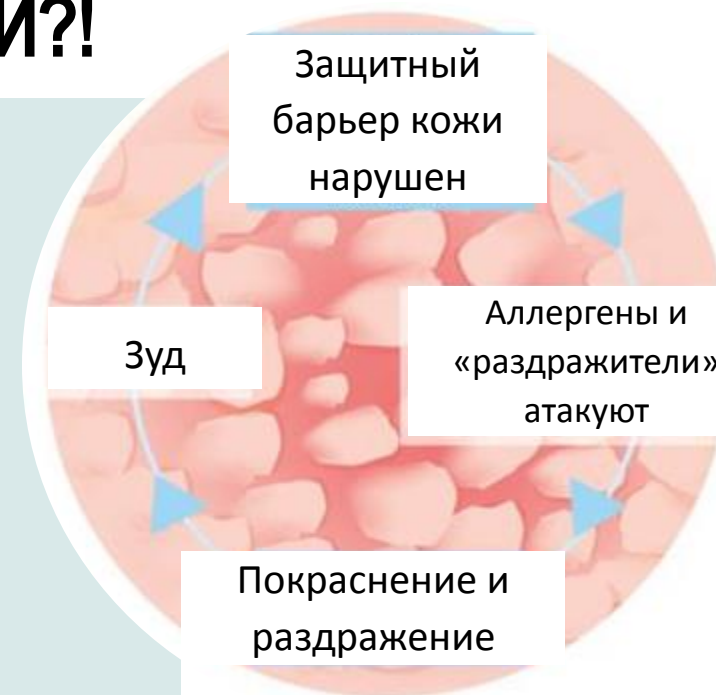 И?!
Защитный
барьер кожи
нарушен
Зуд
Аллергены и
«раздражители»
атакуют
Покраснение и
раздражение